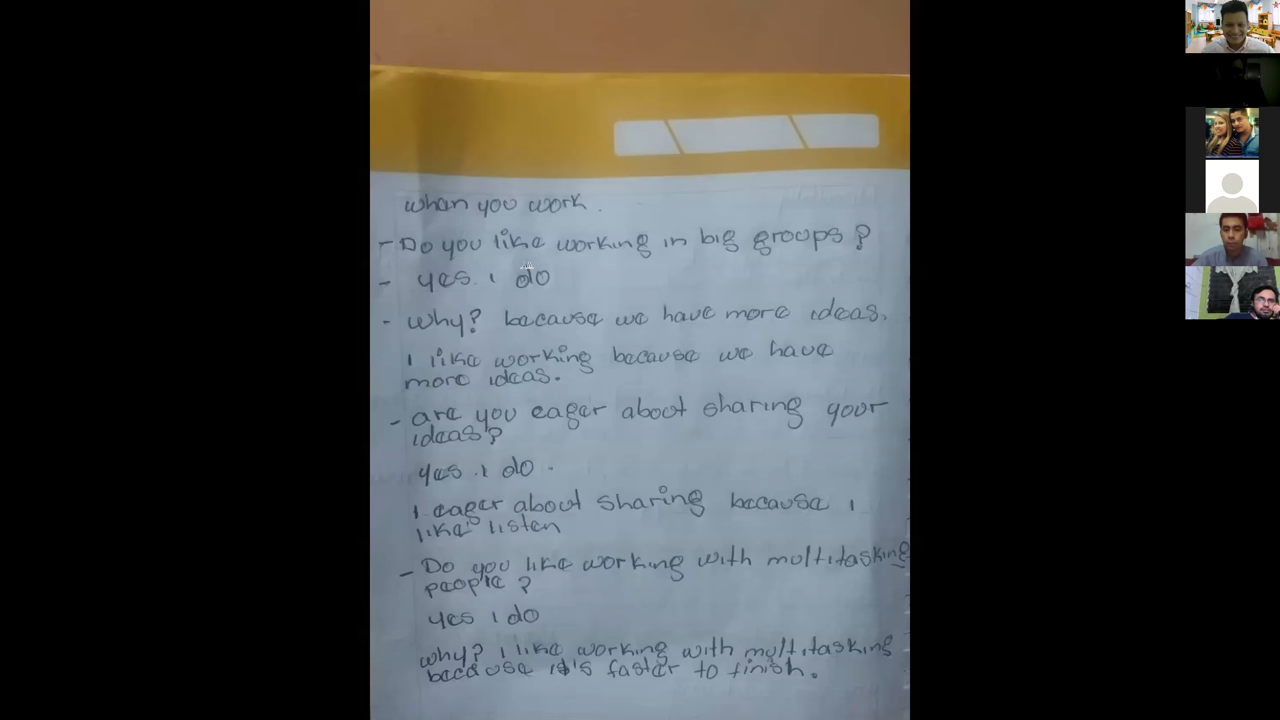 whan you work.
- Do you like working in big groups?
- yes. I do
- why? because we have more ideas.
I like working because we have
more ideas.
- are you eager about sharing your
ideas?
yes. I do.
I eager about sharing because I
like listen
- Do you like working with multitasking
people?
yes I do
why? I like working with multitasking
because it's faster to finish.